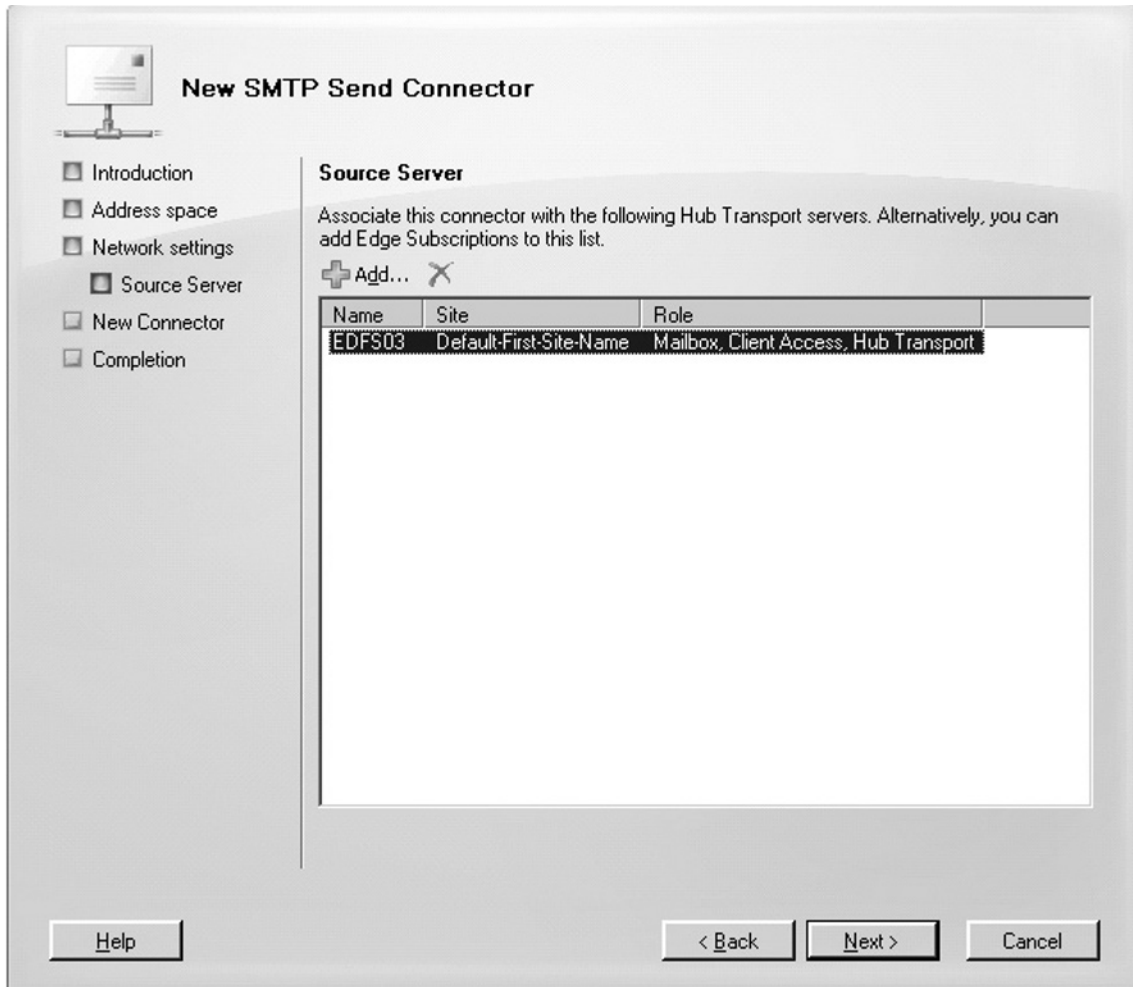 New SMTP Send Connector
Introduction
Address space
Network settings
Source Server
New Connector
Completion
Source Server
Associate this connector with the following Hub Transport servers. Alternatively, you can
add Edge Subscriptions to this list.
Add...
Name Site Role
EDFS03 Default-First-Site-Name Mailbox, Client Access, Hub Transport
Help < Back Next > Cancel